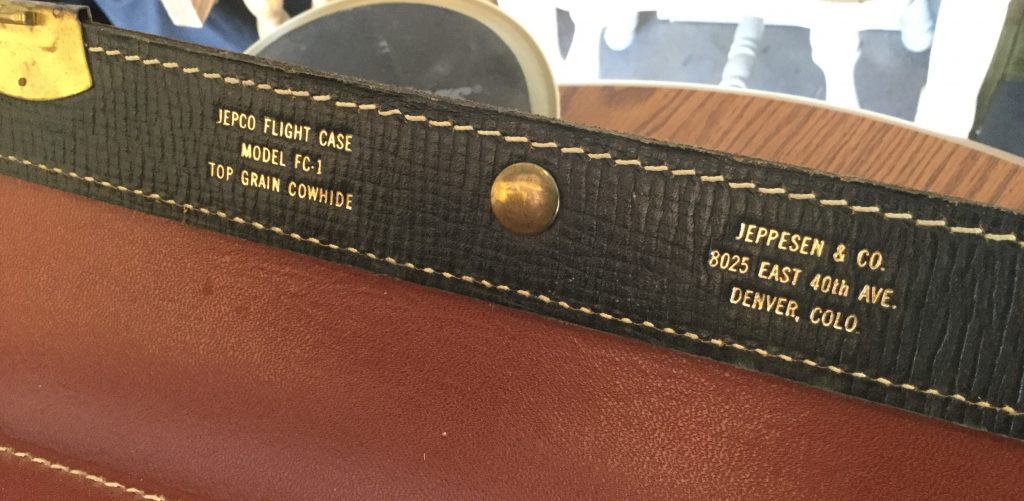 JEPCO FLIGHT CASE
MODEL FC-1
TOP GRAIN COWHIDE
JEPPESEN & CO.
8025 EAST 40th AVE.
DENVER, COLO.